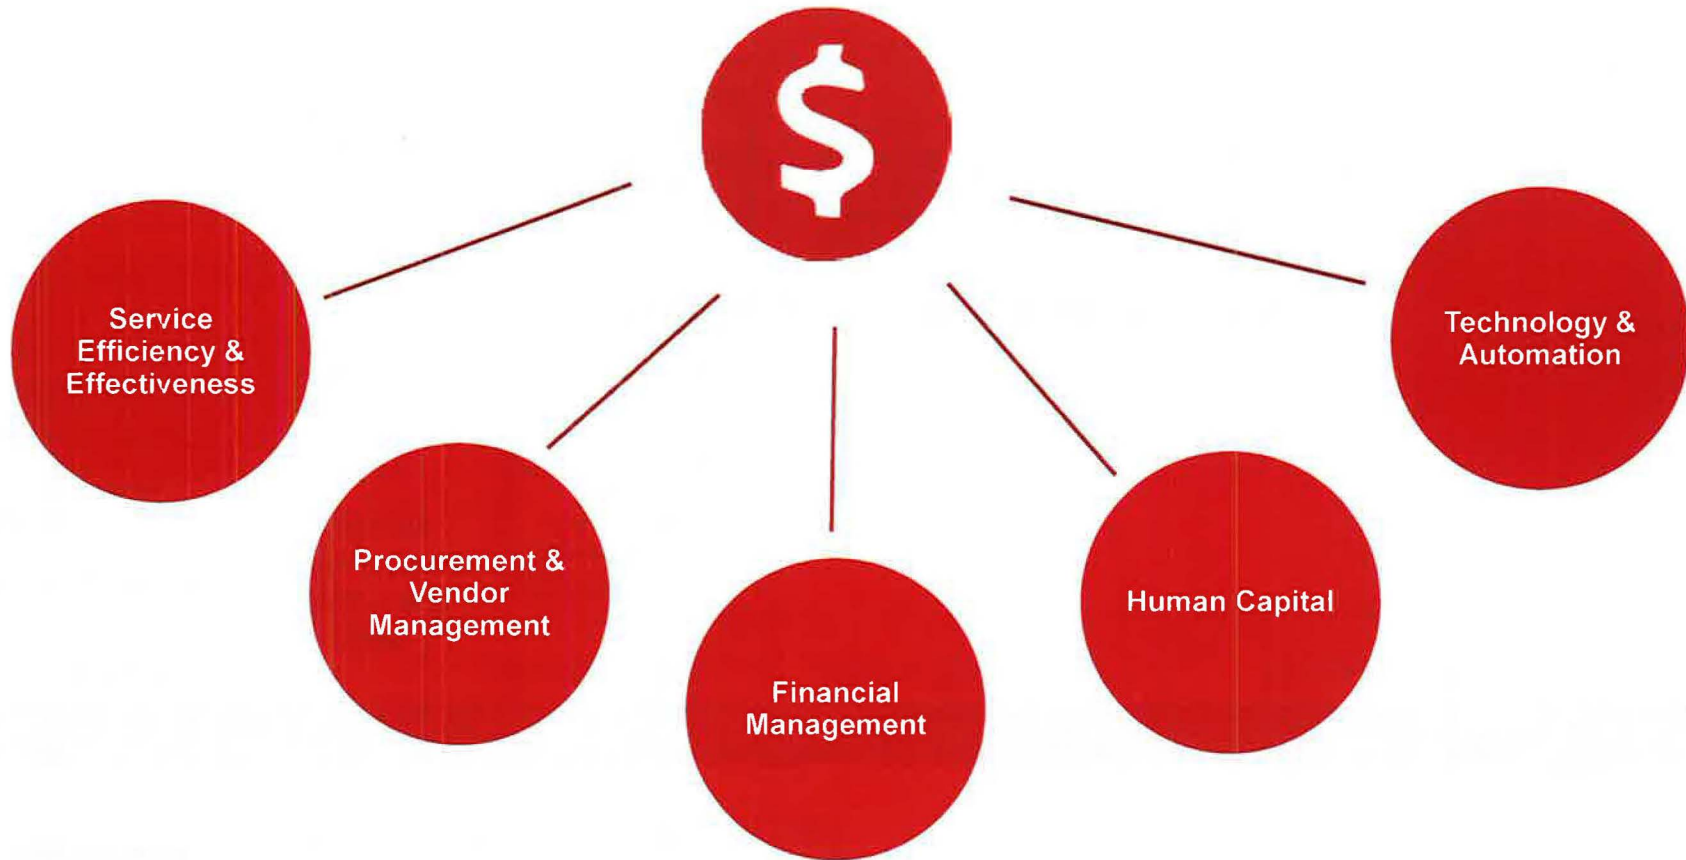 $
Service
Efficiency &
Effectiveness
Procurement &
Vendor
Management
Financial
Management
Human Capital
Technology &
Automation